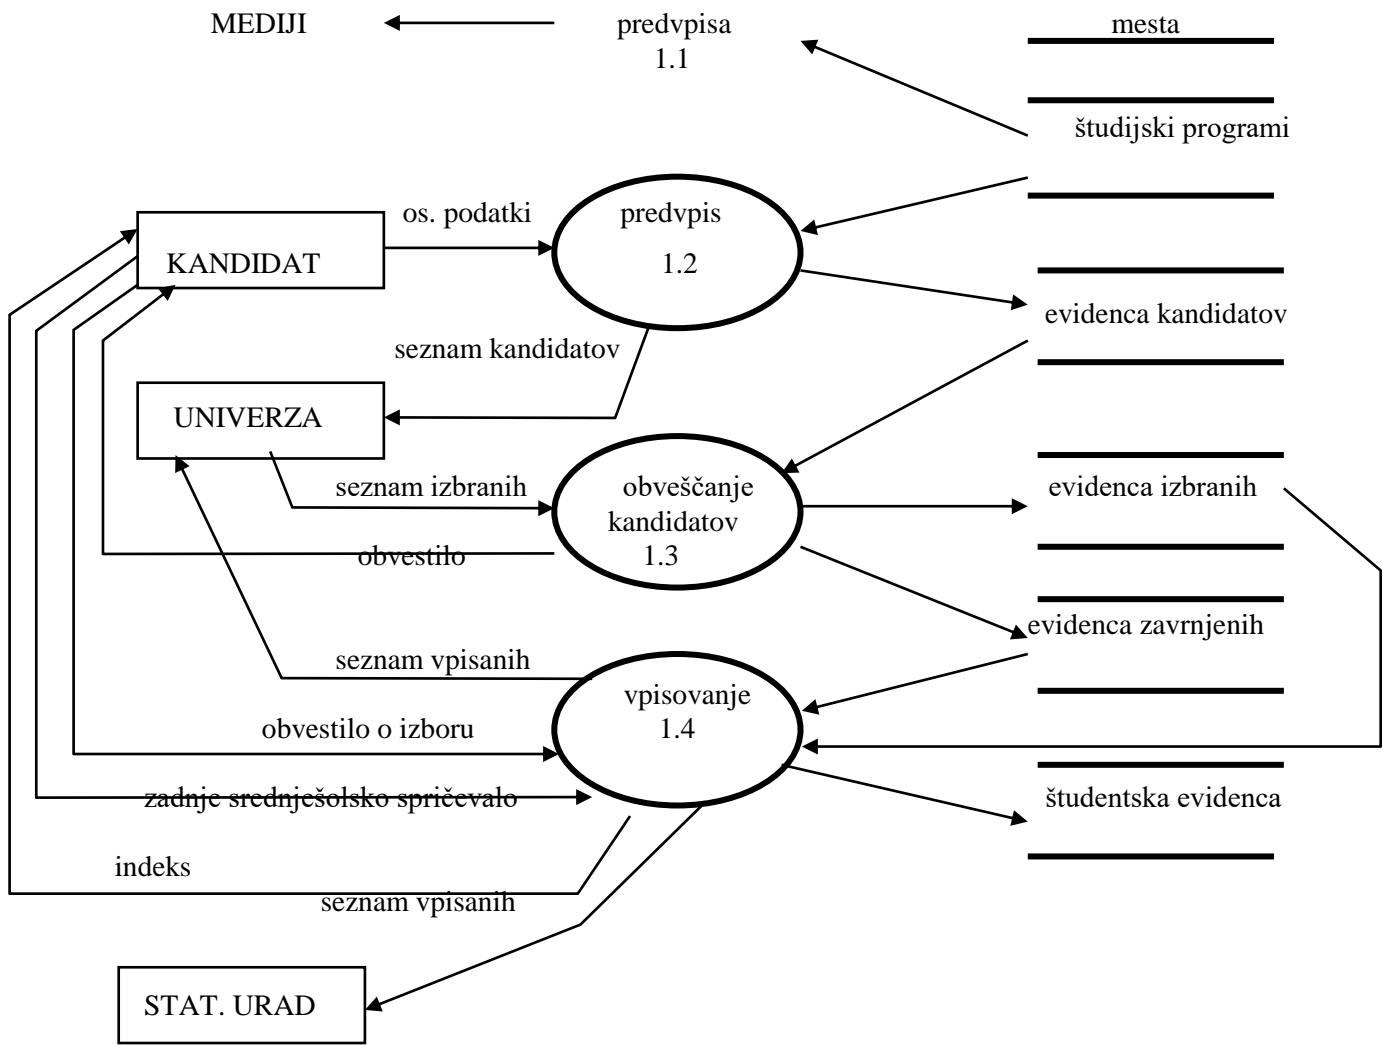 MEDIJI
predvpisa
1.1
mesta
študijski programi
os. podatki
predvpis
KANDIDAT
1.2
evidenca kandidatov
seznam kandidatov
UNIVERZA
seznam izbranih
obveščanje
kandidatov
1.3
evidenca izbranih
obvestilo
evidenca zavrnjenih
seznam vpisanih
vpisovanje
1.4
obvestilo o izboru
zadnje srednješolsko spričevalo
študentska evidenca
indeks
seznam vpisanih
STAT. URAD